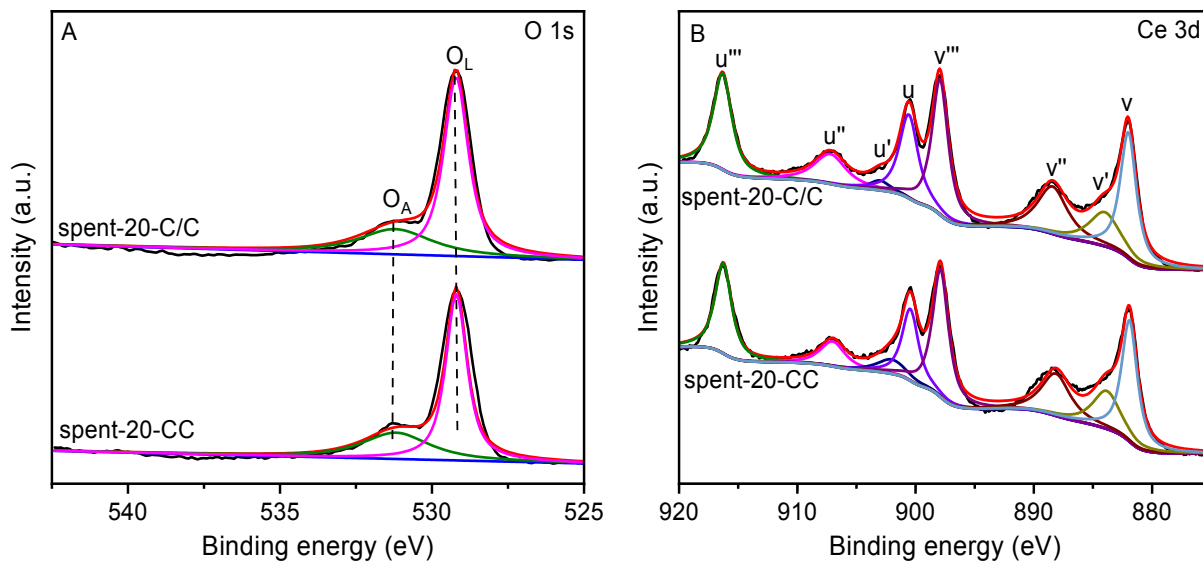 A
O 1s
O_L
O_A
spent-20-C/C
spent-20-CC
Intensity (a.u.)
540
535
530
525
Binding energy (eV)
B
Ce 3d
u'''
u''
u'
u
v'''
v''
v'
v
spent-20-C/C
spent-20-CC
Intensity (a.u.)
920
910
900
890
880
Binding energy (eV)